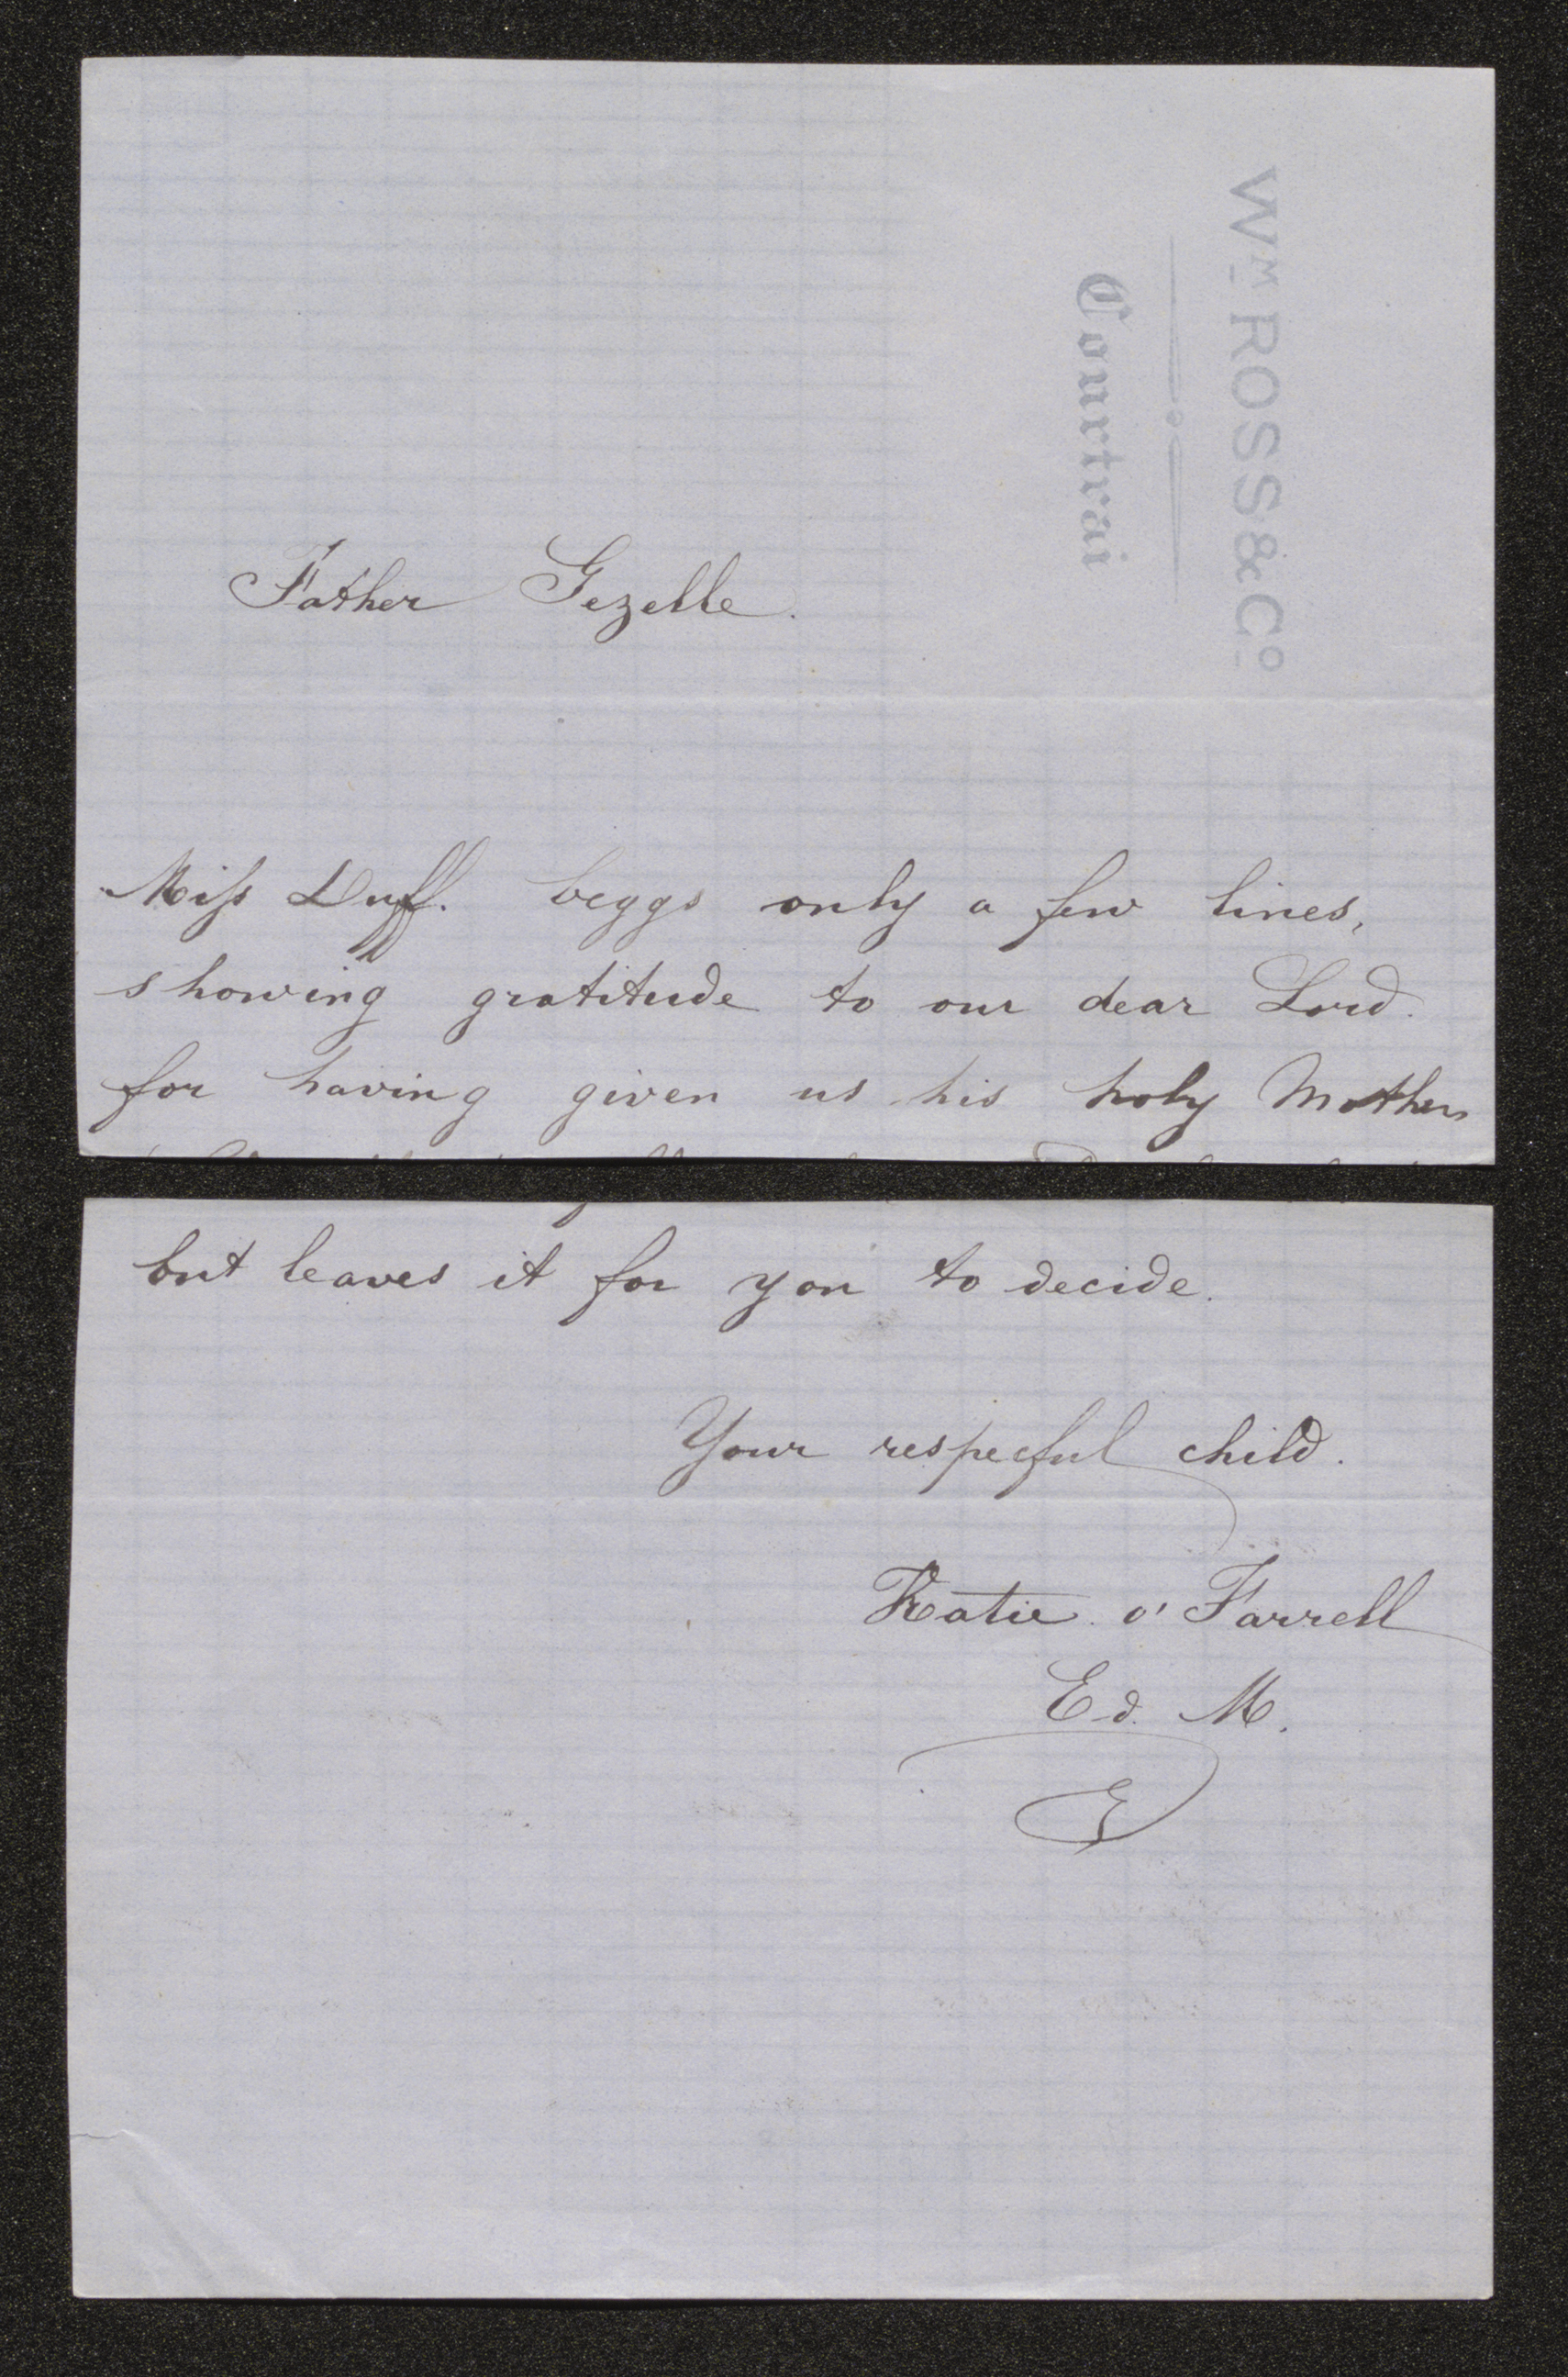 Wᴹ ROSS & Cº
Courtrai
Father Gezelle.
Miss Duff. beggs only a few lines,
showing gratitude to our dear Lord.
for having given us his holy Mother
but leaves it for you to decide.
Your respecful child.
Katie o' Farrell
E. d. M.